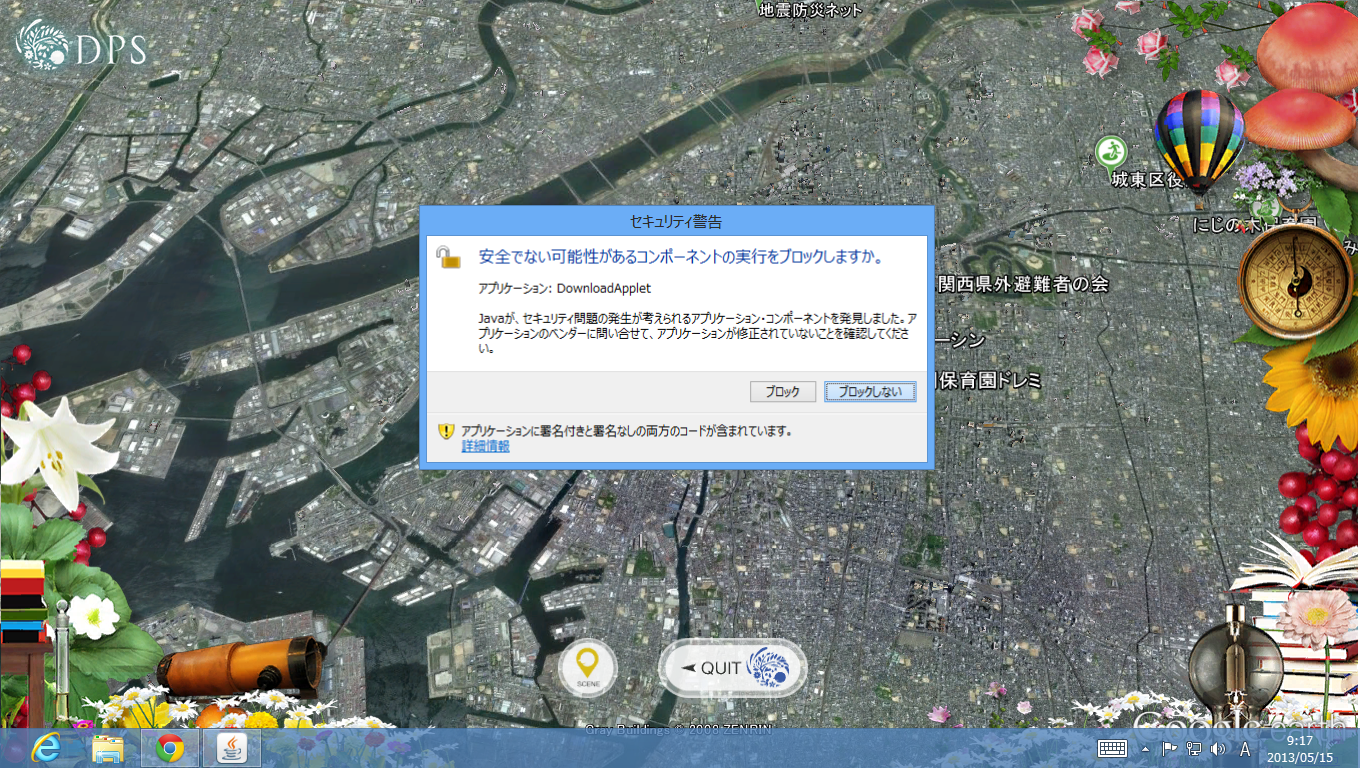 地震防災ネット
DPS
城東区役
にじの木保育園
み
セキュリティ警告
安全でない可能性があるコンポーネントの実行をブロックしますか。
アプリケーション: DownloadApplet
関西県外避難者の会
Javaが、セキュリティ問題の発生が考えられるアプリケーション・コンポーネントを発見しました。ア
プリケーションのベンダーに問い合せて、アプリケーションが修正されていないことを確認してくださ
い。
ーシン
保育園ドレミ
ブロック
ブロックしない
アプリケーションに署名付きと署名なしの両方のコードが含まれています。
詳細情報
SCENE
QUIT
Gray Buildings © 2008 ZENRIN
Google earth
A
9:17
2013/05/15